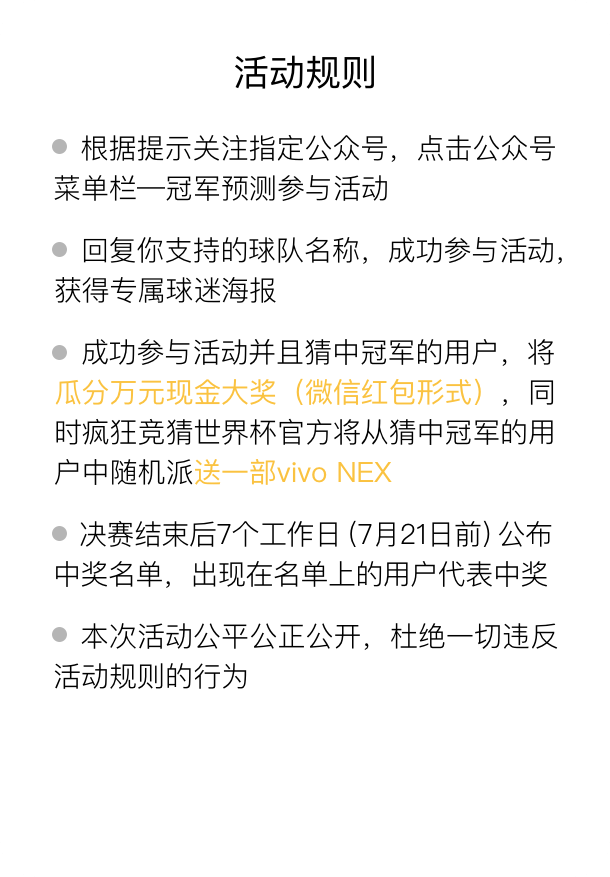 活动规则
根据提示关注指定公众号，点击公众号
菜单栏—冠军预测参与活动
回复你支持的球队名称，成功参与活动，
获得专属球迷海报
成功参与活动并且猜中冠军的用户，将
瓜分万元现金大奖（微信红包形式），同
时疯狂竞猜世界杯官方将从猜中冠军的用
户中随机派送一部vivo NEX
决赛结束后7个工作日（7月21日前）公布
中奖名单，出现在名单上的用户代表中奖
本次活动公平公正公开，杜绝一切违反
活动规则的行为